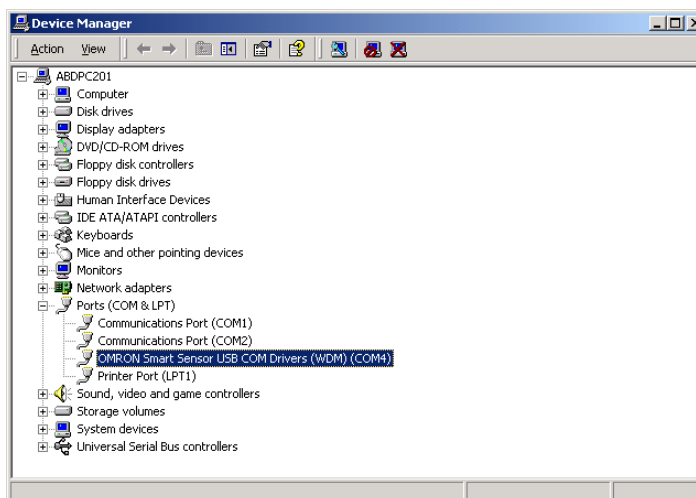 Device Manager
Action View
ABDPC201
Computer
Disk drives
Display adapters
DVD/CD-ROM drives
Floppy disk controllers
Floppy disk drives
Human Interface Devices
IDE ATA/ATAPI controllers
Keyboards
Mice and other pointing devices
Monitors
Network adapters
Ports (COM & LPT)
Communications Port (COM1)
Communications Port (COM2)
OMRON Smart Sensor USB COM Drivers (WDM) (COM4)
Printer Port (LPT1)
Sound, video and game controllers
Storage volumes
System devices
Universal Serial Bus controllers